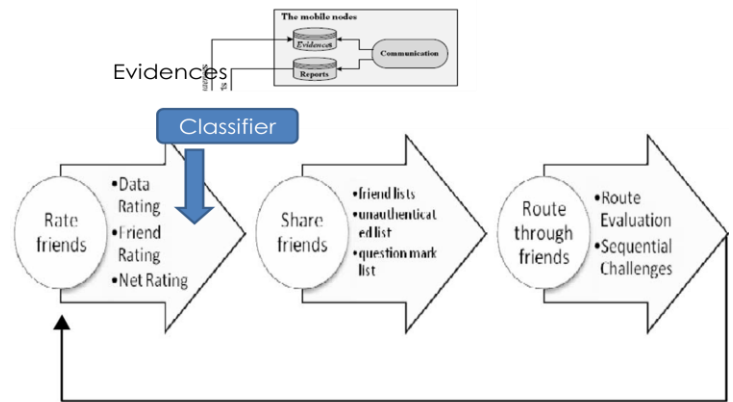 The mobile nodes
Evidences
Communication
Reports
Evidences
Classifier
Rate
friends
•Data
Rating
•Friend
Rating
•Net Rating
Share
friends
•friend lists
•unauthenticat
ed list
•question mark
list
Route
through
friends
•Route
Evaluation
•Sequential
Challenges